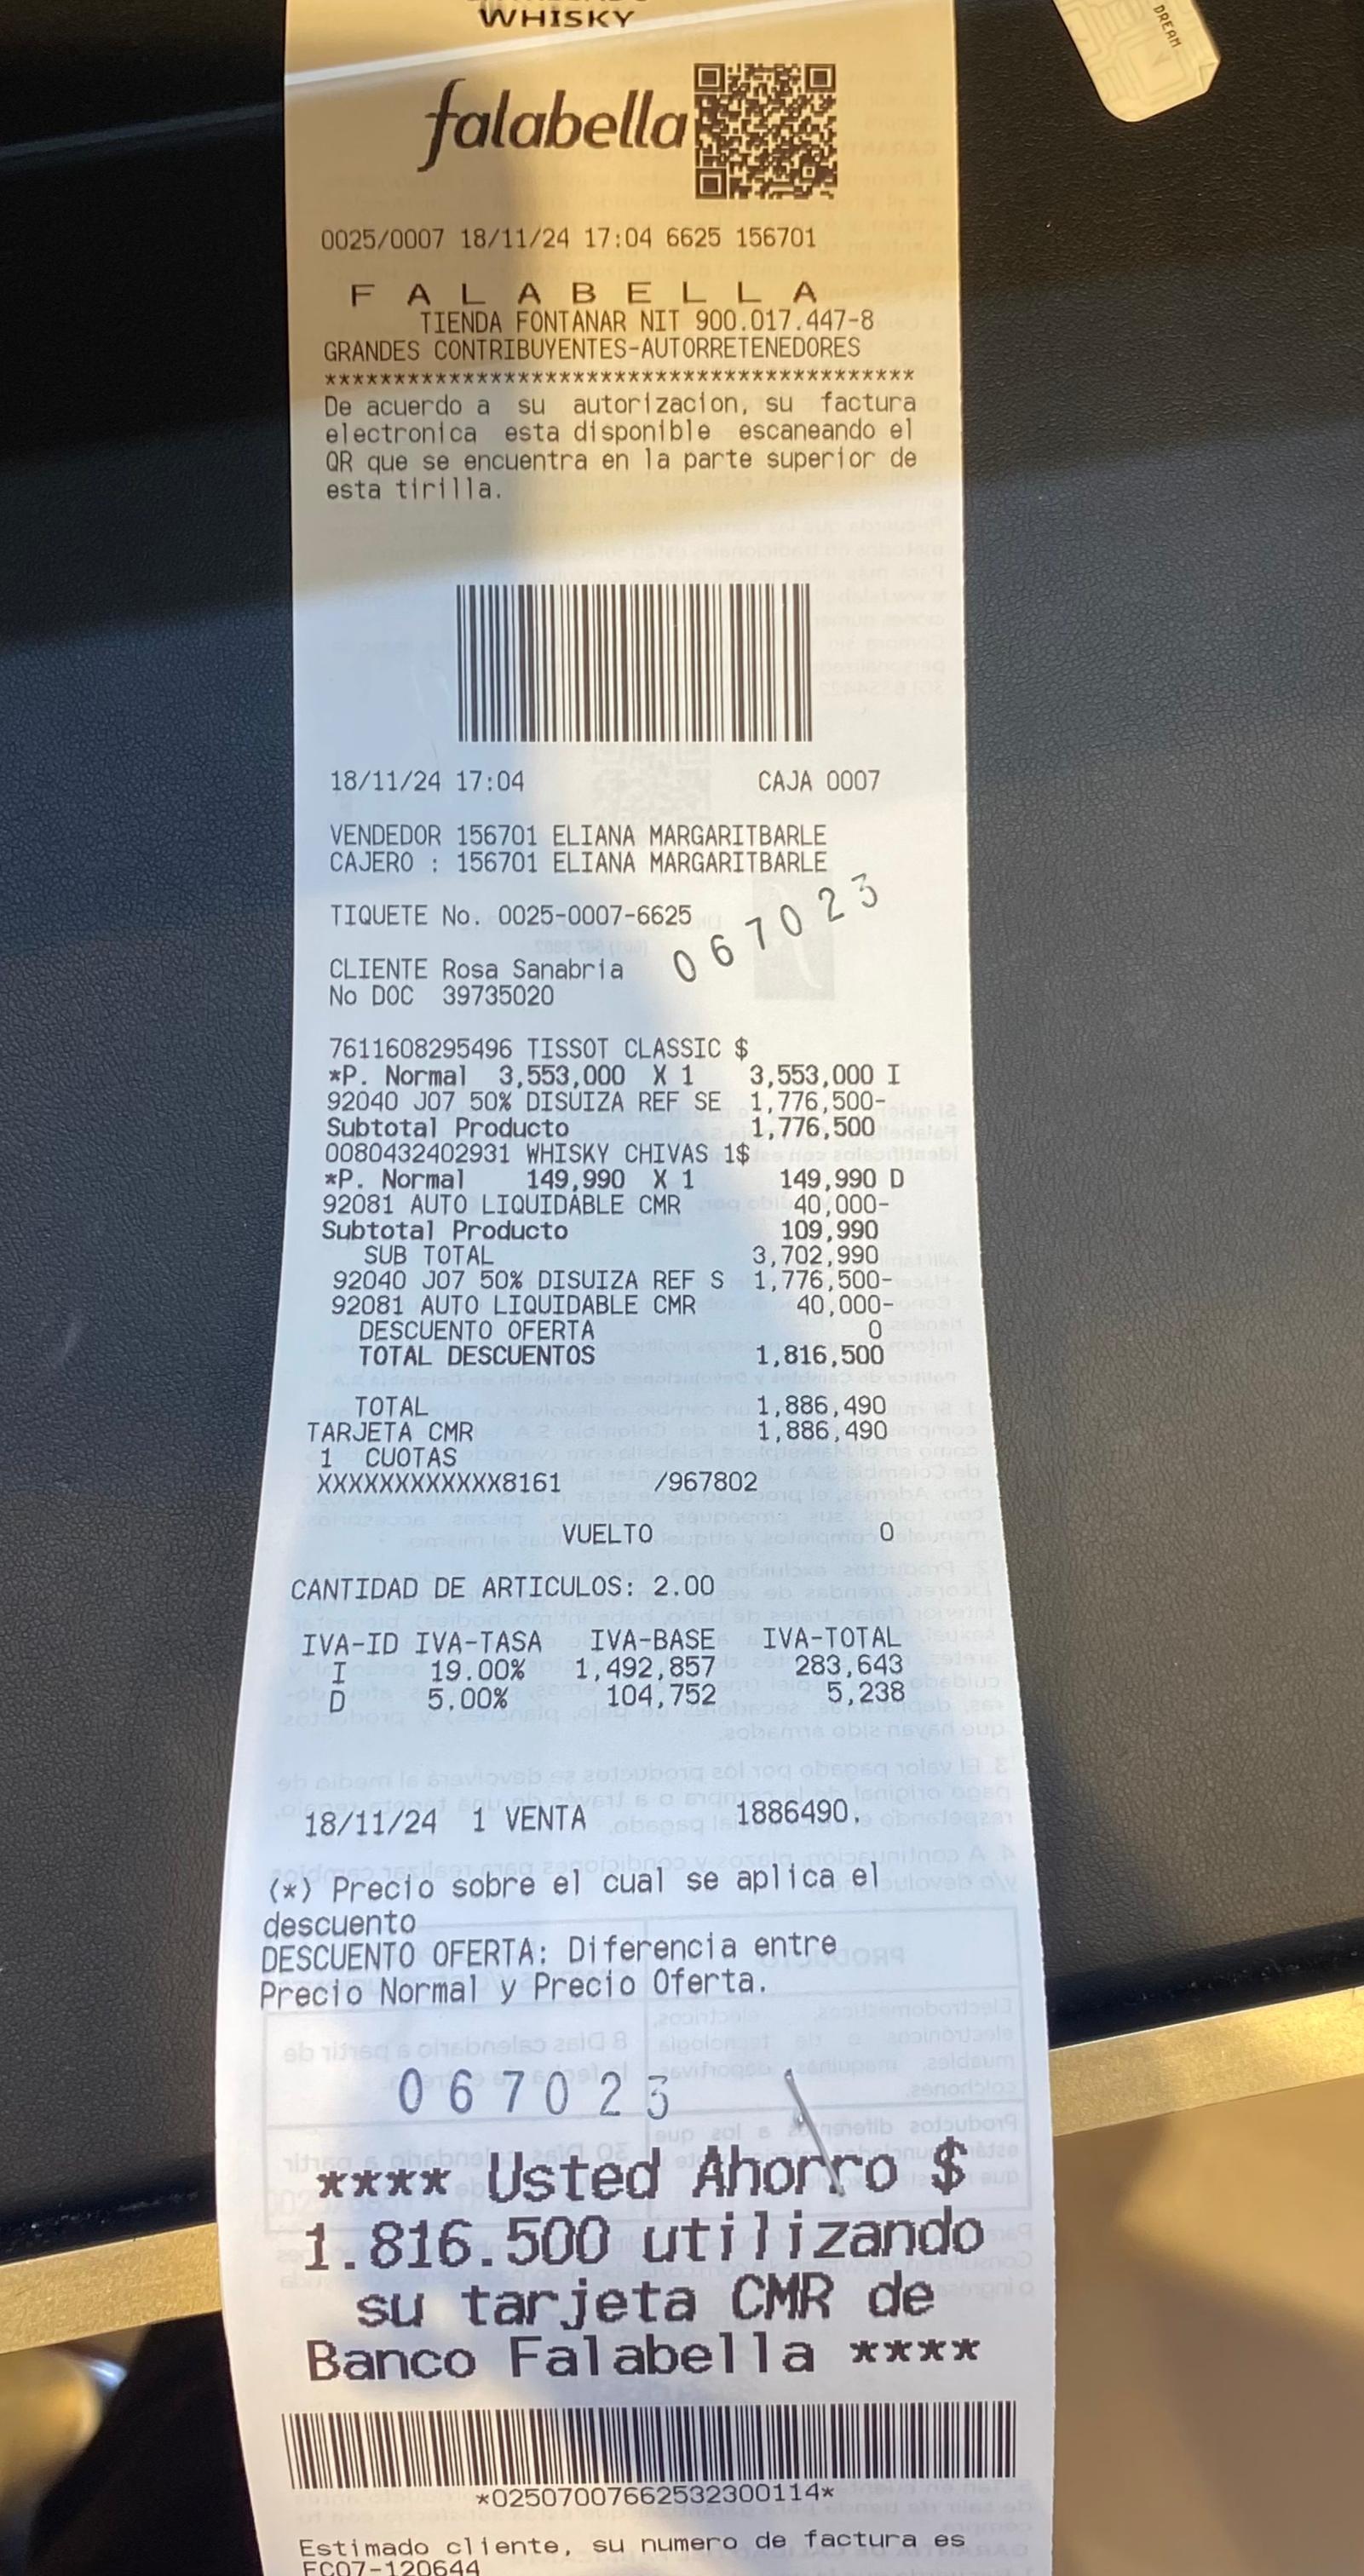 WHISKY
falabella
DREAM
0025/0007 18/11/24 17:04 6625 156701
F A L A B E L L A
TIENDA FONTANAR NIT 900.017.447-8
GRANDES CONTRIBUYENTES-AUTORRETENEDORES
******************************************
De acuerdo a su autorizacion, su factura
electronica esta disponible escaneando el
QR que se encuentra en la parte superior de
esta tirilla.
18/11/24 17:04 CAJA 0007
VENDEDOR 156701 ELIANA MARGARITBARLE
CAJERO : 156701 ELIANA MARGARITBARLE
TIQUETE No. 0025-0007-6625
067023
CLIENTE Rosa Sanabria
No DOC 39735020
7611608295496 TISSOT CLASSIC $
*P. Normal 3,553,000 X 1 3,553,000 I
92040 J07 50% DISUIZA REF SE 1,776,500-
Subtotal Producto 1,776,500
0080432402931 WHISKY CHIVAS 1$
*P. Normal 149,990 X 1 149,990 D
92081 AUTO LIQUIDABLE CMR 40,000-
Subtotal Producto 109,990
SUB TOTAL 3,702,990
92040 J07 50% DISUIZA REF S 1,776,500-
92081 AUTO LIQUIDABLE CMR 40,000-
DESCUENTO OFERTA 0
TOTAL DESCUENTOS 1,816,500
TOTAL 1,886,490
TARJETA CMR 1,886,490
1 CUOTAS
XXXXXXXXXXXX8161 /967802
VUELTO 0
CANTIDAD DE ARTICULOS: 2.00
IVA-ID IVA-TASA IVA-BASE IVA-TOTAL
I 19.00% 1,492,857 283,643
D 5.00% 104,752 5,238
18/11/24 1 VENTA 1886490,
(*) Precio sobre el cual se aplica el
descuento
DESCUENTO OFERTA: Diferencia entre
Precio Normal y Precio Oferta.
067023
**** Usted Ahorro $
1.816.500 utilizando
su tarjeta CMR de
Banco Falabella ****
*02507007662532300114*
Estimado cliente, su numero de factura es
FC07-120644